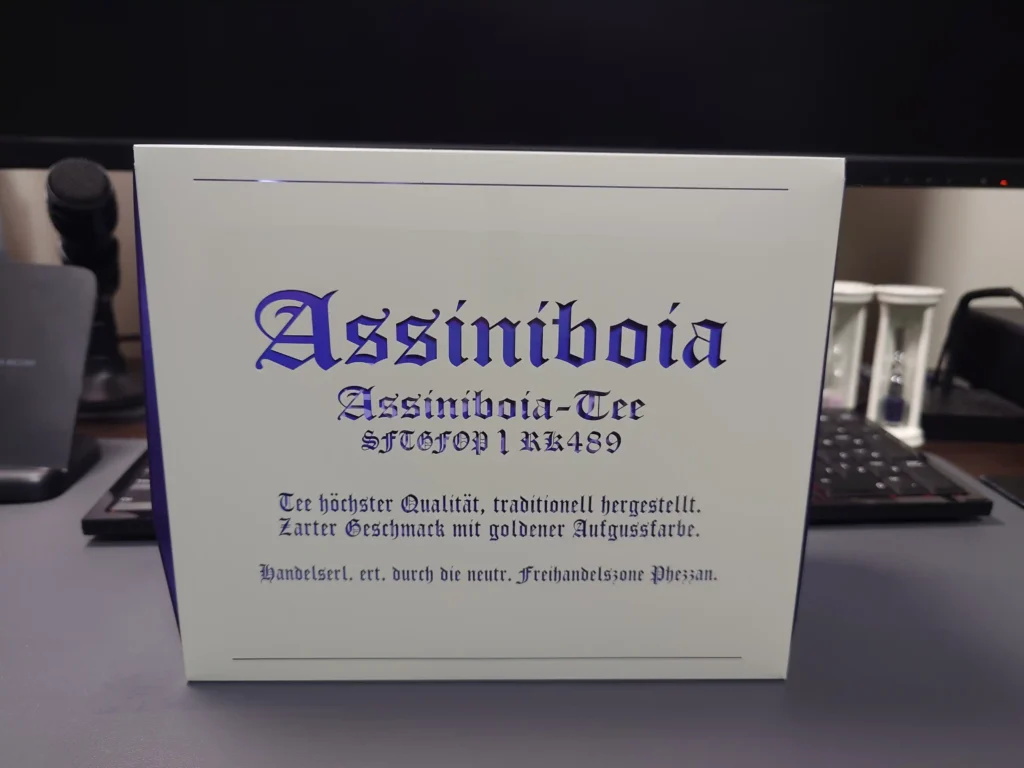 Assiniboia
Assiniboia-Tee
SFTGFOP | RK489
Tee höchster Qualität, traditionell hergestellt.
Zarter Geschmack mit goldener Aufgussfarbe.
Handelserl. ert. durch die neutr. Freihandelszone Phezzan.